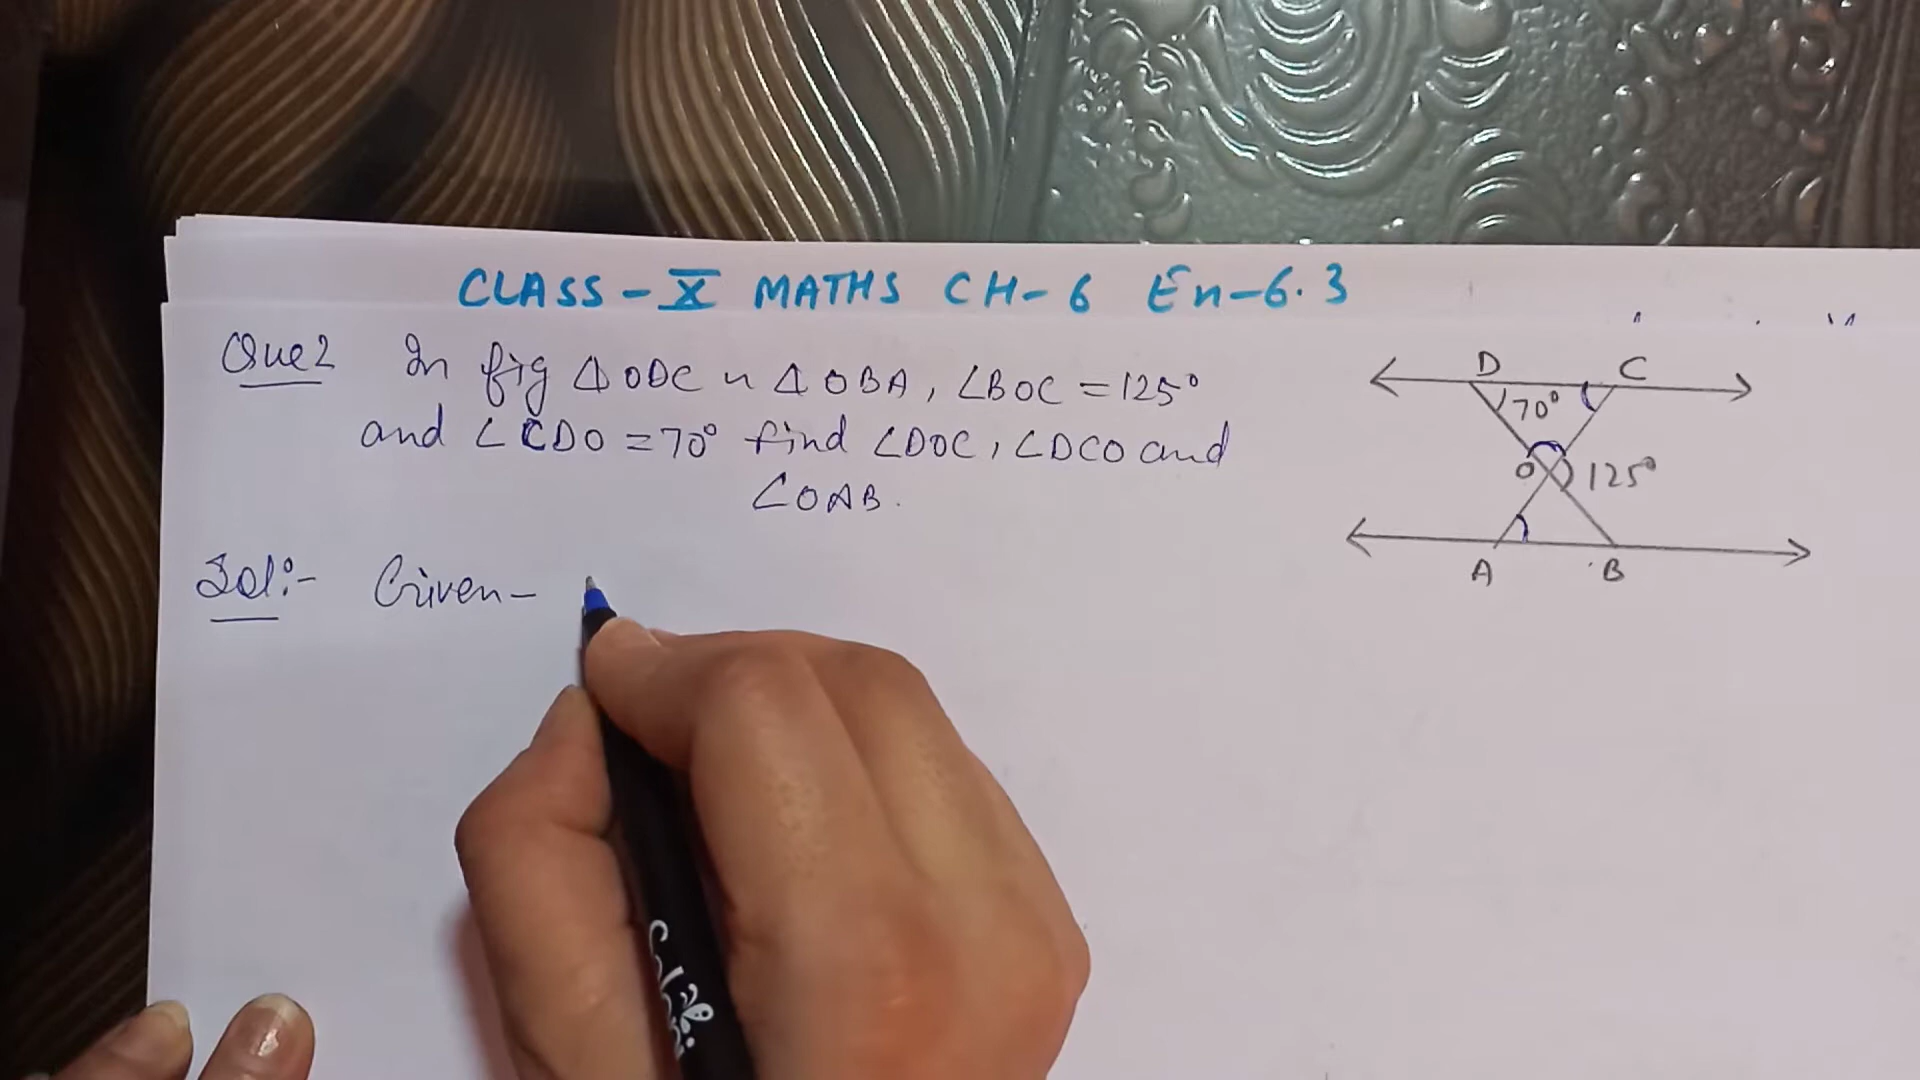 CLASS-X MATHS CH-6 Ex-6.3
Que2 In fig △ODC ~ △OBA, ∠BOC = 125°
and ∠CDO = 70° find ∠DOC, ∠DCO and
∠OAB.
D C
70°
O 125°
A B
Sol:- Given-